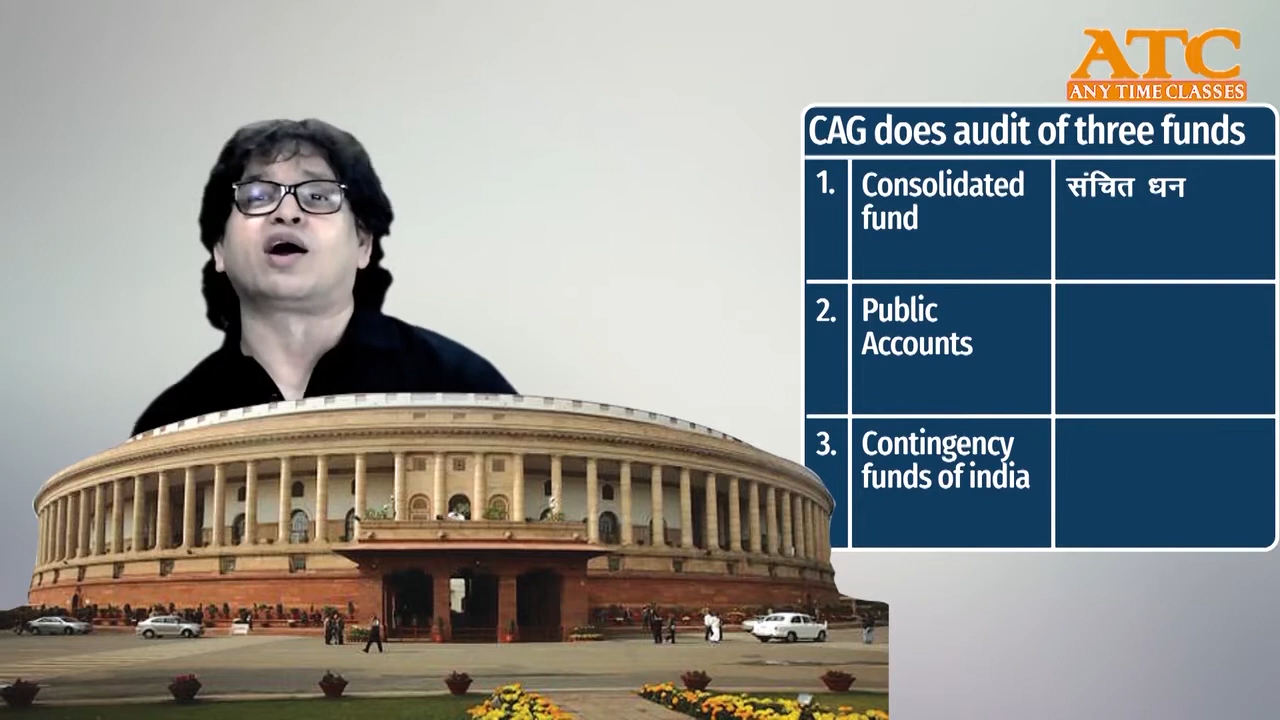 ATC
ANY TIME CLASSES
CAG does audit of three funds
1.
Consolidated
fund
संचित धन
2.
Public
Accounts
3.
Contingency
funds of india